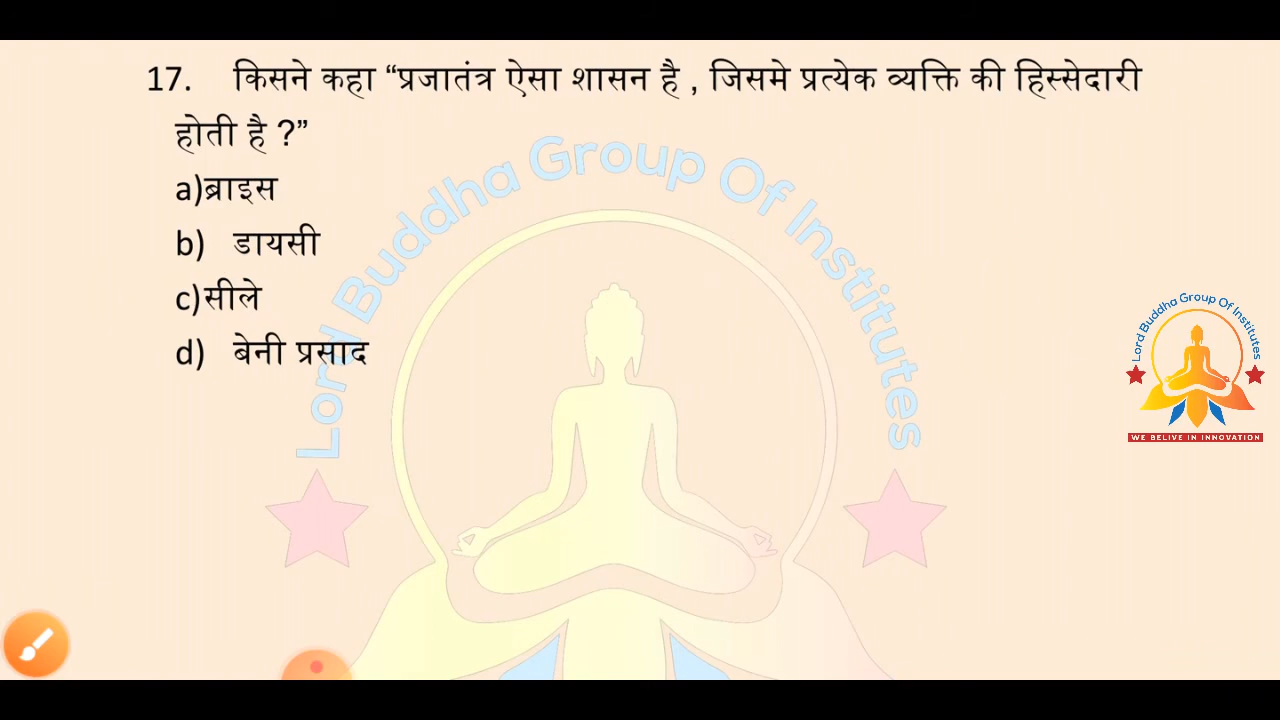 17. किसने कहा “प्रजातंत्र ऐसा शासन है , जिसमे प्रत्येक व्यक्ति की हिस्सेदारी
होती है ?”
a)ब्राइस
b) डायसी
c)सीले
d) बेनी प्रसाद
Lord Buddha Group Of Institutes
Lord Buddha Group Of Institutes
WE BELIVE IN INNOVATION